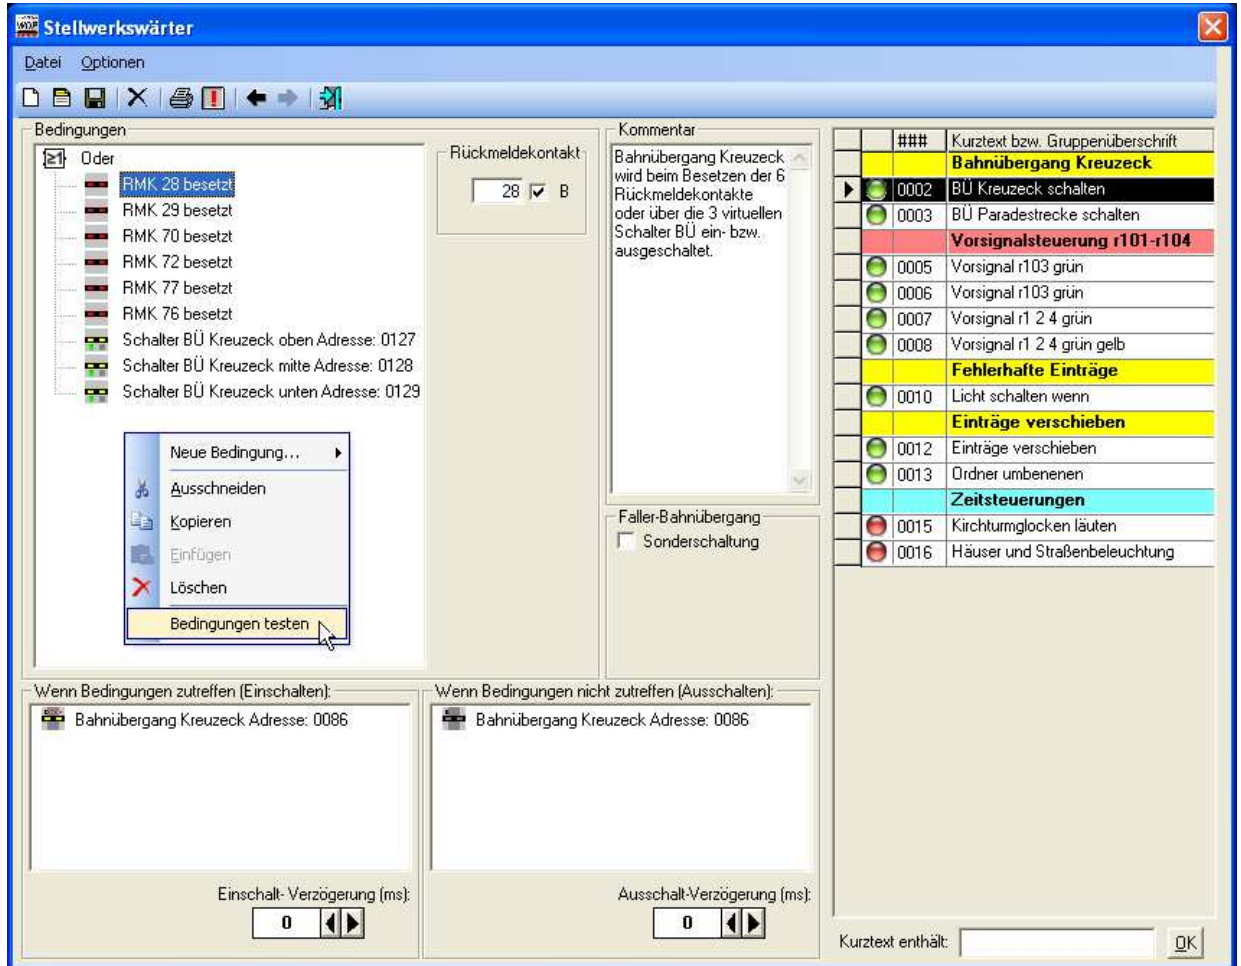 Stellwerkswärter
Datei Optionen
Bedingungen
≥1 Oder
RMK 28 besetzt
RMK 29 besetzt
RMK 70 besetzt
RMK 72 besetzt
RMK 77 besetzt
RMK 76 besetzt
Schalter BÜ Kreuzeck oben Adresse: 0127
Schalter BÜ Kreuzeck mitte Adresse: 0128
Schalter BÜ Kreuzeck unten Adresse: 0129
Neue Bedingung...
Ausschneiden
Kopieren
Einfügen
Löschen
Bedingungen testen
Rückmeldekontakt
28 B
Kommentar
Bahnübergang Kreuzeck
wird beim Besetzen der 6
Rückmeldekontakte
oder über die 3 virtuellen
Schalter BÜ ein- bzw.
ausgeschaltet.
Faller-Bahnübergang
Sonderschaltung
Wenn Bedingungen zutreffen (Einschalten):
Bahnübergang Kreuzeck Adresse: 0086
Einschalt- Verzögerung (ms):
0
Wenn Bedingungen nicht zutreffen (Ausschalten):
Bahnübergang Kreuzeck Adresse: 0086
Ausschalt-Verzögerung (ms):
0
### Kurztext bzw. Gruppenüberschrift
Bahnübergang Kreuzeck
0002 BÜ Kreuzeck schalten
0003 BÜ Paradestrecke schalten
Vorsignalsteuerung r101-r104
0005 Vorsignal r103 grün
0006 Vorsignal r103 grün
0007 Vorsignal r1 2 4 grün
0008 Vorsignal r1 2 4 grün gelb
Fehlerhafte Einträge
0010 Licht schalten wenn
Einträge verschieben
0012 Einträge verschieben
0013 Ordner umbenenen
Zeitsteuerungen
0015 Kirchturmglocken läuten
0016 Häuser und Straßenbeleuchtung
Kurztext enthält: OK